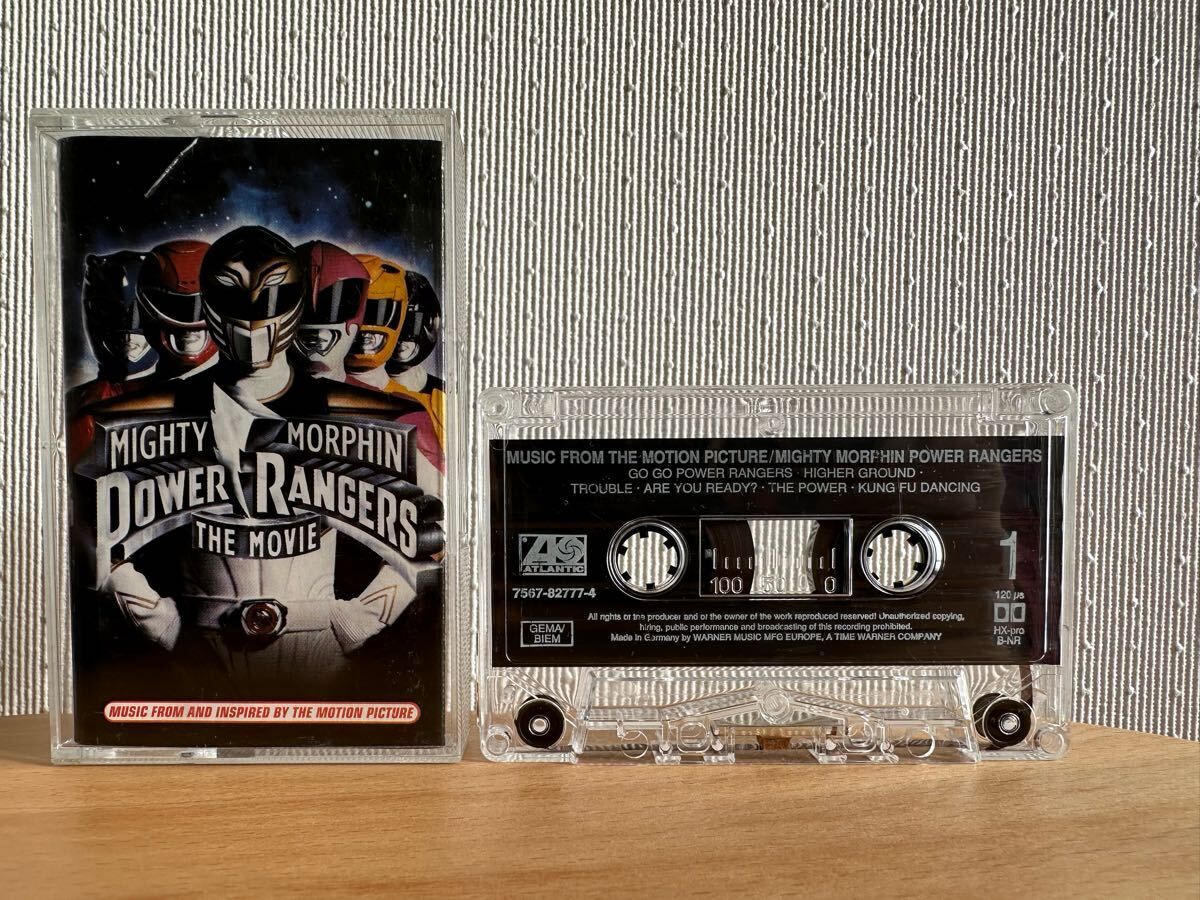 MIGHTY MORPHIN
POWER RANGERS
THE MOVIE
MUSIC FROM AND INSPIRED BY THE MOTION PICTURE
MUSIC FROM THE MOTION PICTURE/MIGHTY MORPHIN POWER RANGERS
GO GO POWER RANGERS · HIGHER GROUND ·
TROUBLE · ARE YOU READY? · THE POWER · KUNG FU DANCING
ATLANTIC
7567-82777-4
100 50 0
1
120 µs
HX-pro
B-NR
GEMA/
BIEM
All rights of the producer and of the owner of the work reproduced reserved! Unauthorized copying,
hiring, public performance and broadcasting of this recording prohibited.
Made in Germany by WARNER MUSIC MFG EUROPE, A TIME WARNER COMPANY